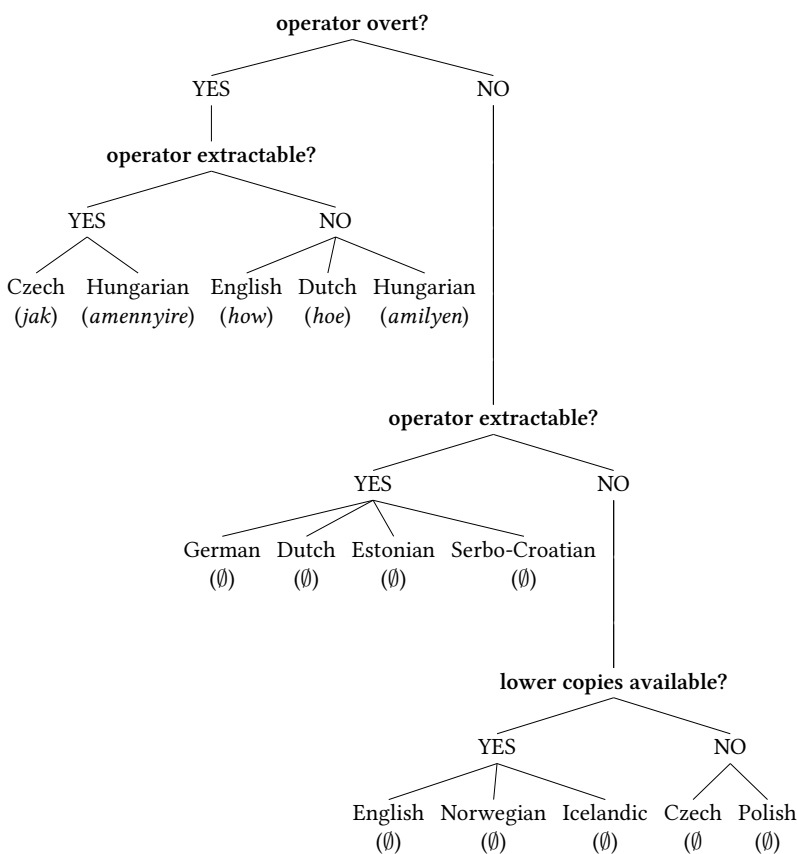 operator overt?
YES NO
operator extractable?
YES NO
Czech Hungarian English Dutch Hungarian
(jak) (amennyire) (how) (hoe) (amilyen)
operator extractable?
YES NO
German Dutch Estonian Serbo-Croatian
(∅) (∅) (∅) (∅)
lower copies available?
YES NO
English Norwegian Icelandic Czech Polish
(∅) (∅) (∅) (∅ (∅)